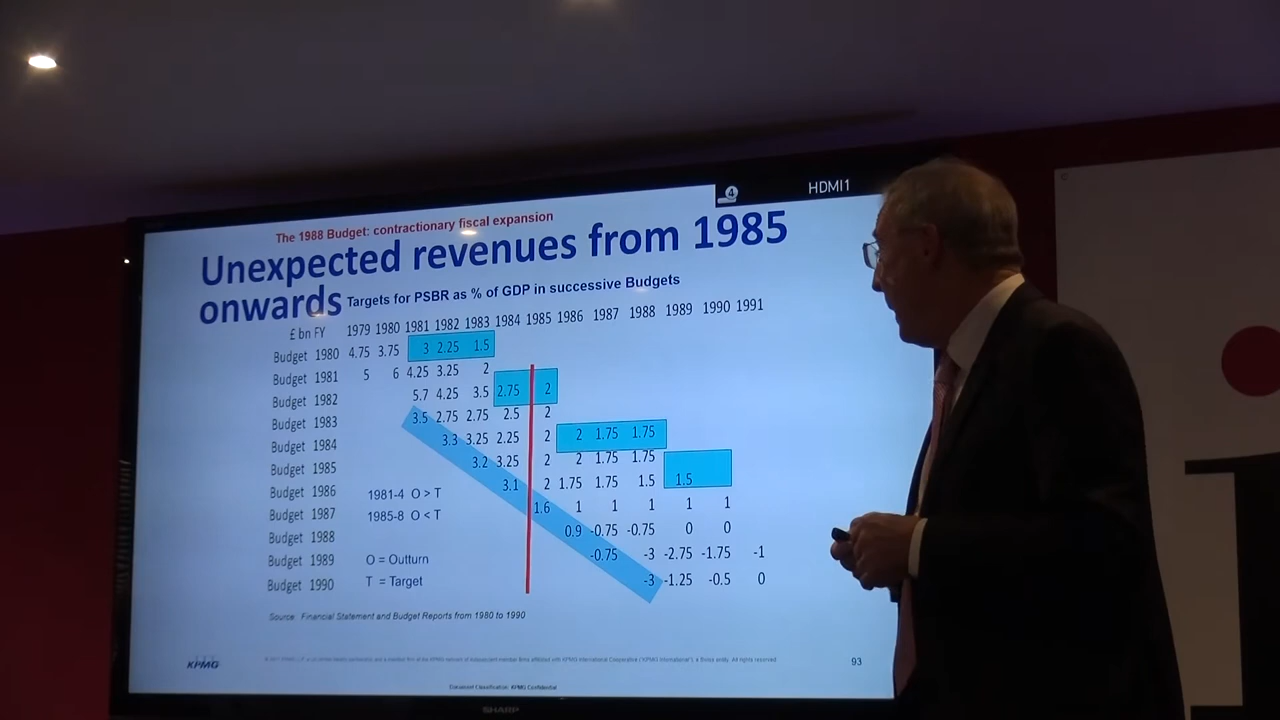 4
HDMI1
The 1988 Budget: contractionary fiscal expansion
Unexpected revenues from 1985
onwards Targets for PSBR as % of GDP in successive Budgets
£ bn FY 1979 1980 1981 1982 1983 1984 1985 1986 1987 1988 1989 1990 1991
Budget 1980 4.75 3.75 3 2.25 1.5
Budget 1981 5 6 4.25 3.25 2
Budget 1982 5.7 4.25 3.5 2.75 2
Budget 1983 3.5 2.75 2.75 2.5 2
Budget 1984 3.3 3.25 2.25 2 2 1.75 1.75
Budget 1985 3.2 3.25 2 2 1.75 1.75
Budget 1986 1981-4 O > T 3.1 2 1.75 1.75 1.5 1.5
Budget 1987 1985-8 O < T 1.6 1 1 1 1 1
Budget 1988 0.9 -0.75 -0.75 0 0
Budget 1989 O = Outturn -0.75 -3 -2.75 -1.75 -1
Budget 1990 T = Target -3 -1.25 -0.5 0
Source Financial Statement and Budget Reports from 1980 to 1990
KPMG
93
Document Classification: KPMG Confidential
SHARP